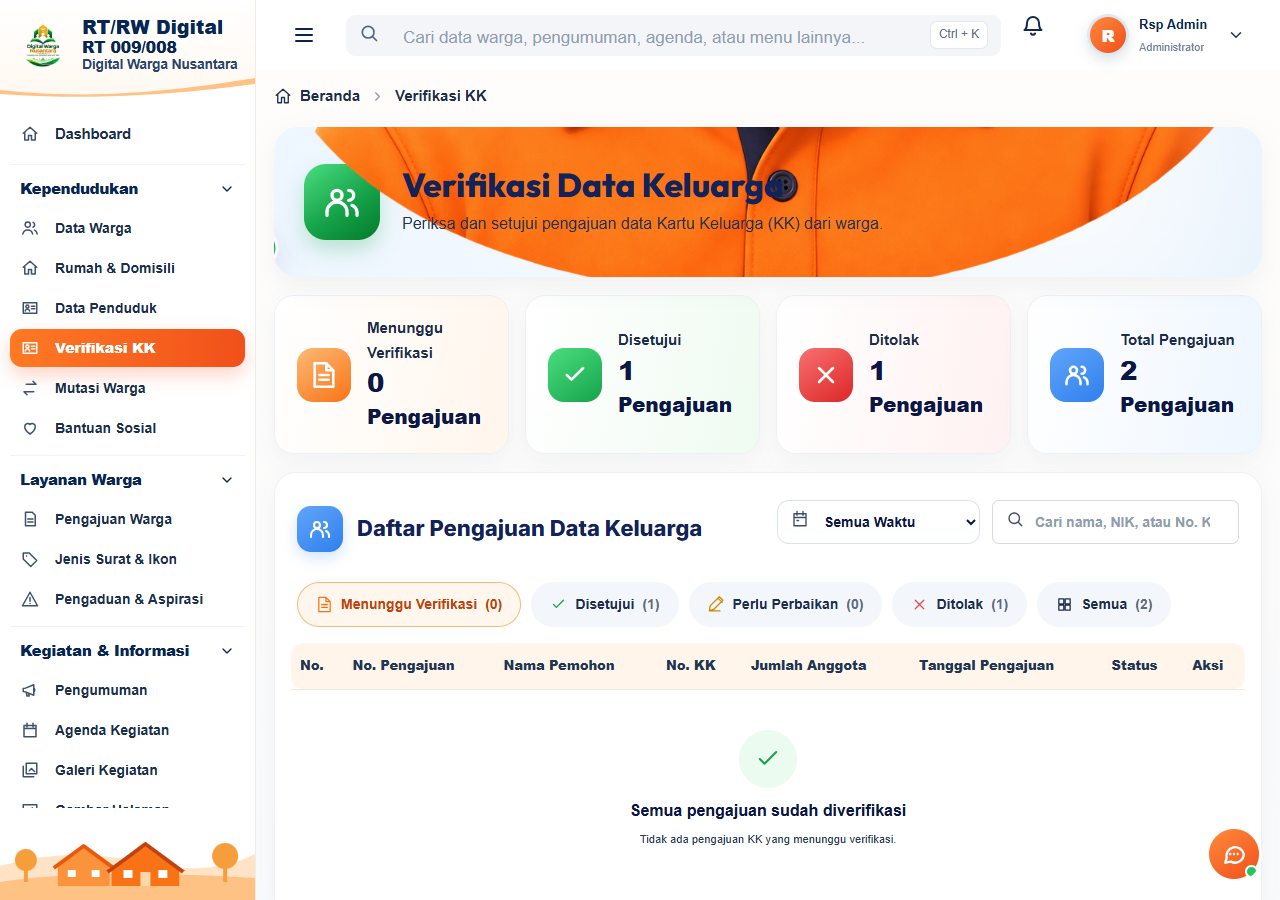 RT/RW Digital
RT 009/008
Digital Warga Nusantara
Digital Warga
Nusantara
Cari data warga, pengumuman, agenda, atau menu lainnya...
Ctrl + K
R
Rsp Admin
Administrator
Beranda
Verifikasi KK
Dashboard
Kependudukan
Data Warga
Rumah & Domisili
Data Penduduk
Verifikasi KK
Mutasi Warga
Bantuan Sosial
Layanan Warga
Pengajuan Warga
Jenis Surat & Ikon
Pengaduan & Aspirasi
Kegiatan & Informasi
Pengumuman
Agenda Kegiatan
Galeri Kegiatan
Verifikasi Data Keluarga
Periksa dan setujui pengajuan data Kartu Keluarga (KK) dari warga.
Menunggu
Verifikasi
0
Pengajuan
Disetujui
1
Pengajuan
Ditolak
1
Pengajuan
Total Pengajuan
2
Pengajuan
Daftar Pengajuan Data Keluarga
Semua Waktu
Cari nama, NIK, atau No. K
Menunggu Verifikasi (0)
Disetujui (1)
Perlu Perbaikan (0)
Ditolak (1)
Semua (2)
No. No. Pengajuan Nama Pemohon No. KK Jumlah Anggota Tanggal Pengajuan Status Aksi
Semua pengajuan sudah diverifikasi
Tidak ada pengajuan KK yang menunggu verifikasi.